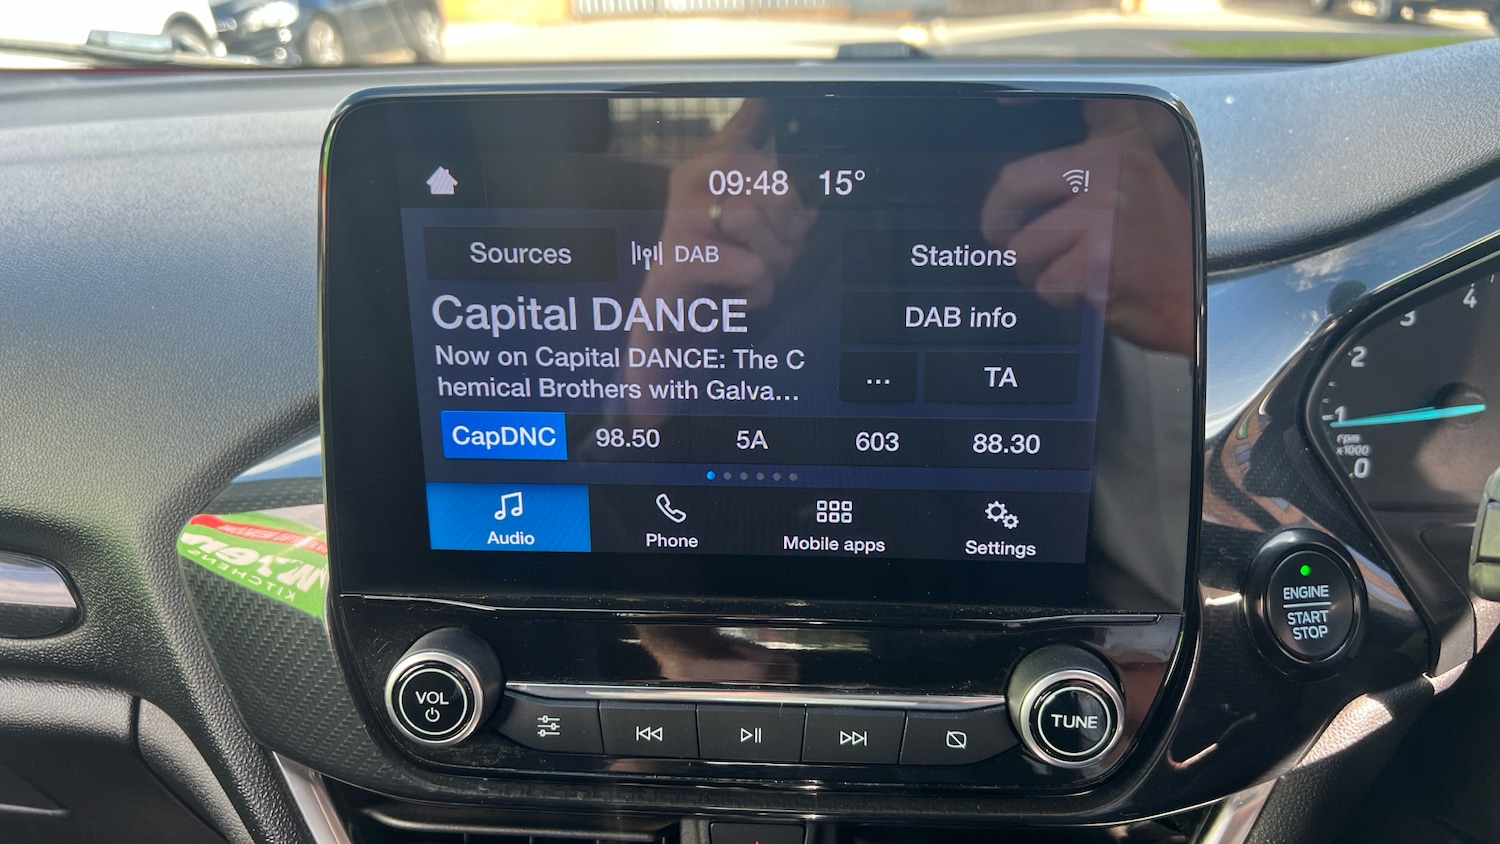 09:48 15°
Sources DAB Stations
Capital DANCE
DAB info
Now on Capital DANCE: The C
hemical Brothers with Galva...
... TA
CapDNC 98.50 5A 603 88.30
Audio Phone Mobile apps Settings
VOL
TUNE
ENGINE
START
STOP
4
3
2
1
rpm
x1000
0
KITCHENS